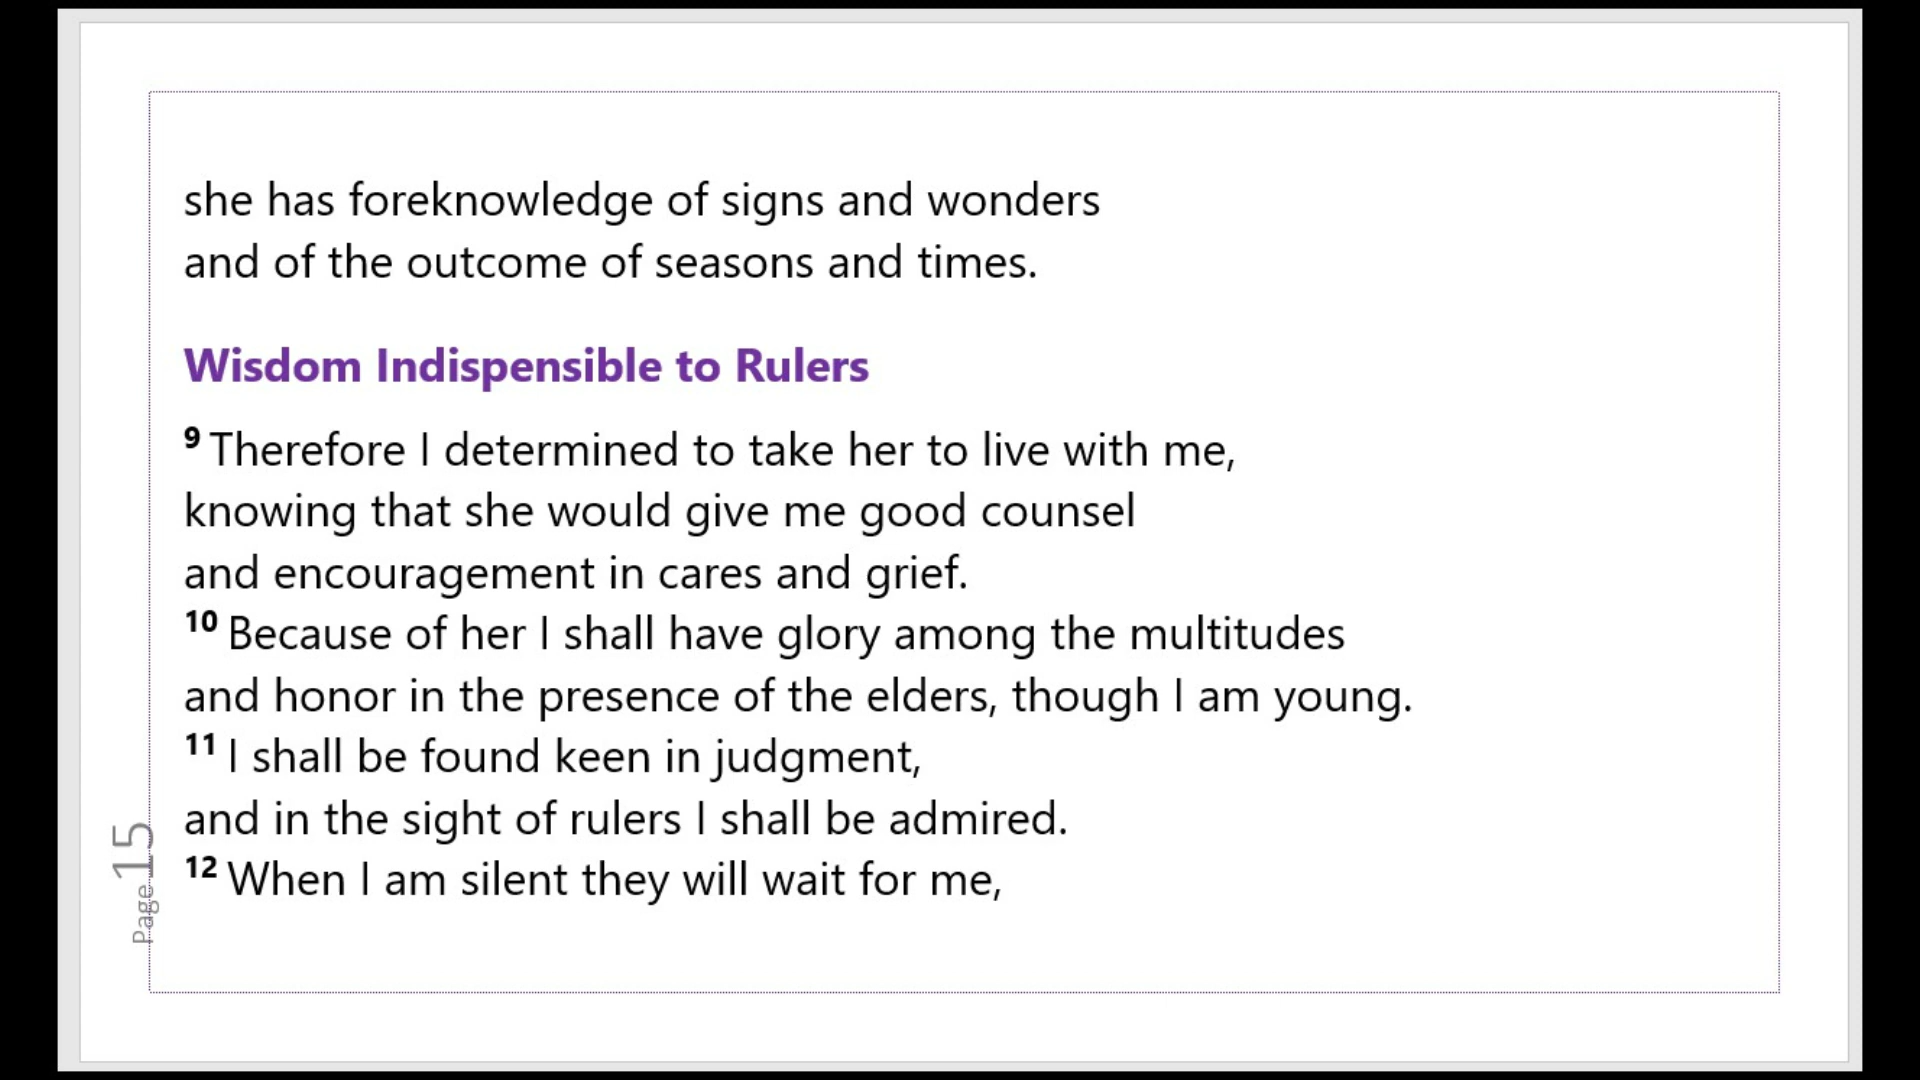 she has foreknowledge of signs and wonders
and of the outcome of seasons and times.
Wisdom Indispensible to Rulers
9 Therefore I determined to take her to live with me,
knowing that she would give me good counsel
and encouragement in cares and grief.
10 Because of her I shall have glory among the multitudes
and honor in the presence of the elders, though I am young.
11 I shall be found keen in judgment,
and in the sight of rulers I shall be admired.
12 When I am silent they will wait for me,
Page 15